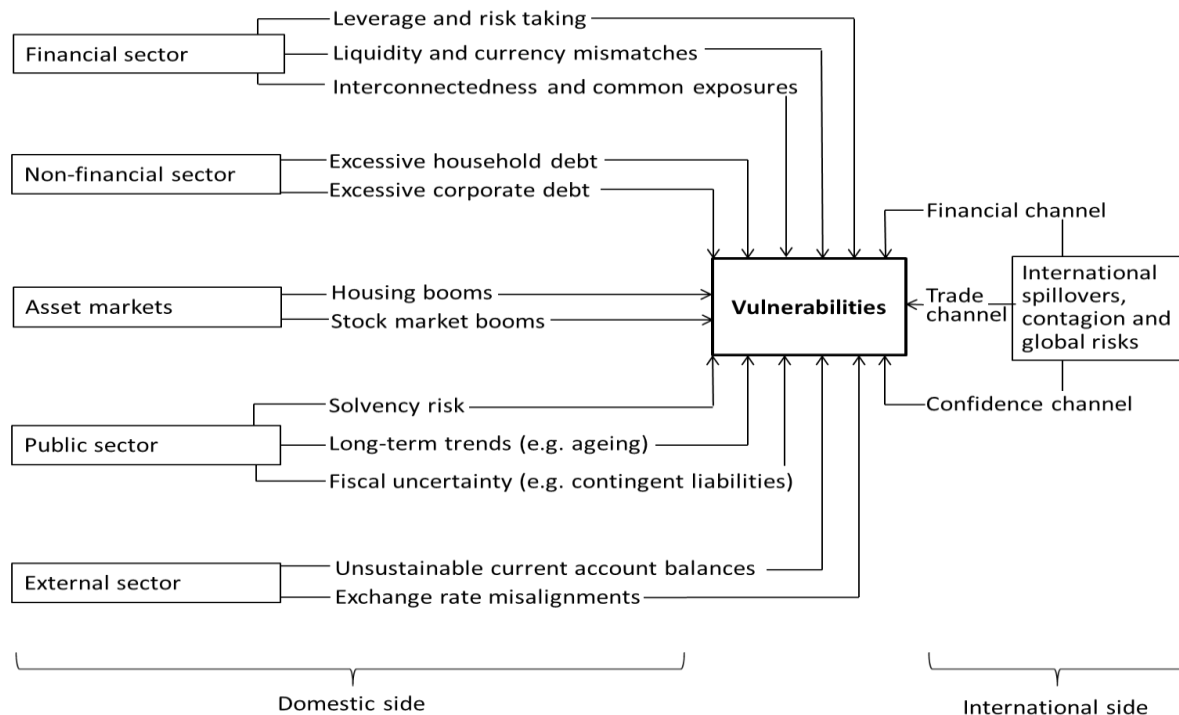 Financial sector
Leverage and risk taking
Liquidity and currency mismatches
Interconnectedness and common exposures
Non-financial sector
Excessive household debt
Excessive corporate debt
Asset markets
Housing booms
Stock market booms
Public sector
Solvency risk
Long-term trends (e.g. ageing)
Fiscal uncertainty (e.g. contingent liabilities)
External sector
Unsustainable current account balances
Exchange rate misalignments
Vulnerabilities
Financial channel
Trade
channel
Confidence channel
International
spillovers,
contagion and
global risks
Domestic side
International side